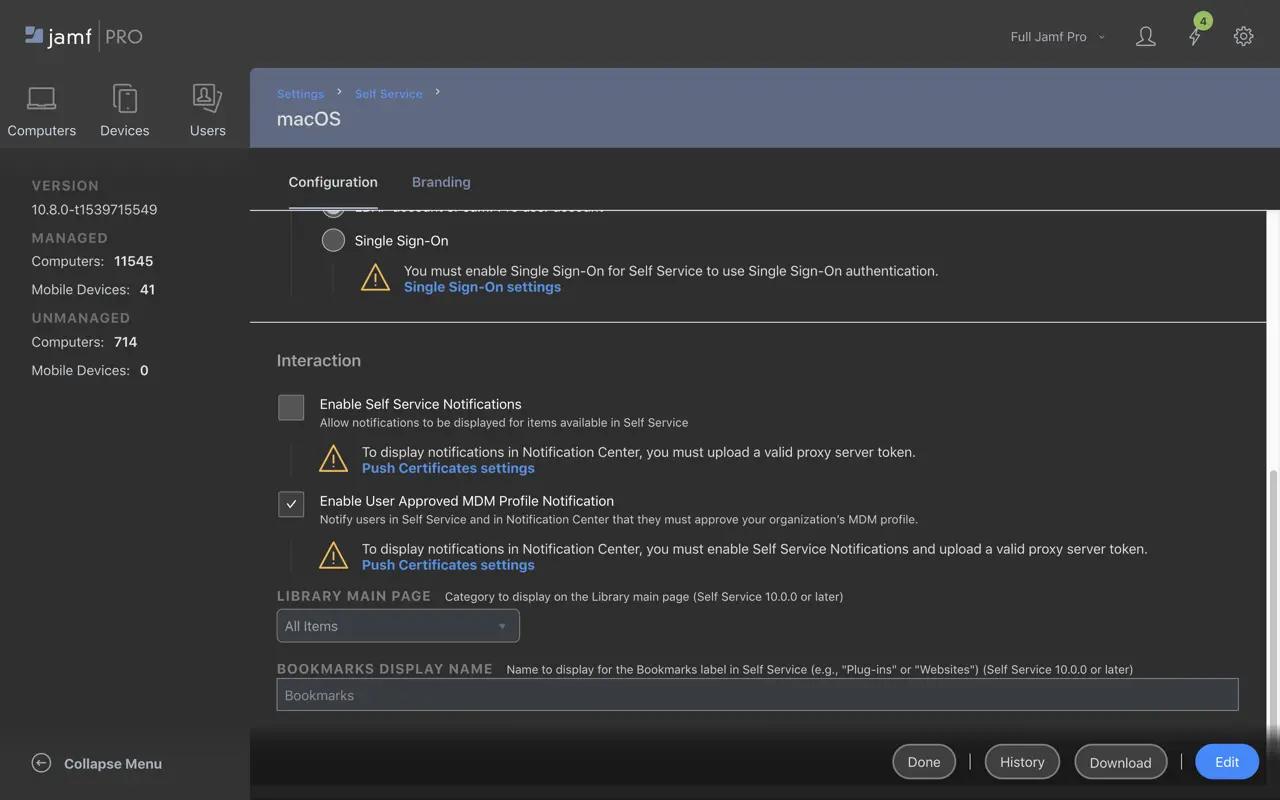 jamf PRO
Full Jamf Pro
4
Computers
Devices
Users
Settings
Self Service
macOS
VERSION
10.8.0-t1539715549
MANAGED
Computers: 11545
Mobile Devices: 41
UNMANAGED
Computers: 714
Mobile Devices: 0
Collapse Menu
Configuration
Branding
LDAP account or Jamf Pro user account
Single Sign-On
You must enable Single Sign-On for Self Service to use Single Sign-On authentication.
Single Sign-On settings
Interaction
Enable Self Service Notifications
Allow notifications to be displayed for items available in Self Service
To display notifications in Notification Center, you must upload a valid proxy server token.
Push Certificates settings
Enable User Approved MDM Profile Notification
Notify users in Self Service and in Notification Center that they must approve your organization’s MDM profile.
To display notifications in Notification Center, you must enable Self Service Notifications and upload a valid proxy server token.
Push Certificates settings
LIBRARY MAIN PAGE Category to display on the Library main page (Self Service 10.0.0 or later)
All Items
BOOKMARKS DISPLAY NAME Name to display for the Bookmarks label in Self Service (e.g., "Plug-ins" or "Websites") (Self Service 10.0.0 or later)
Bookmarks
Done
History
Download
Edit